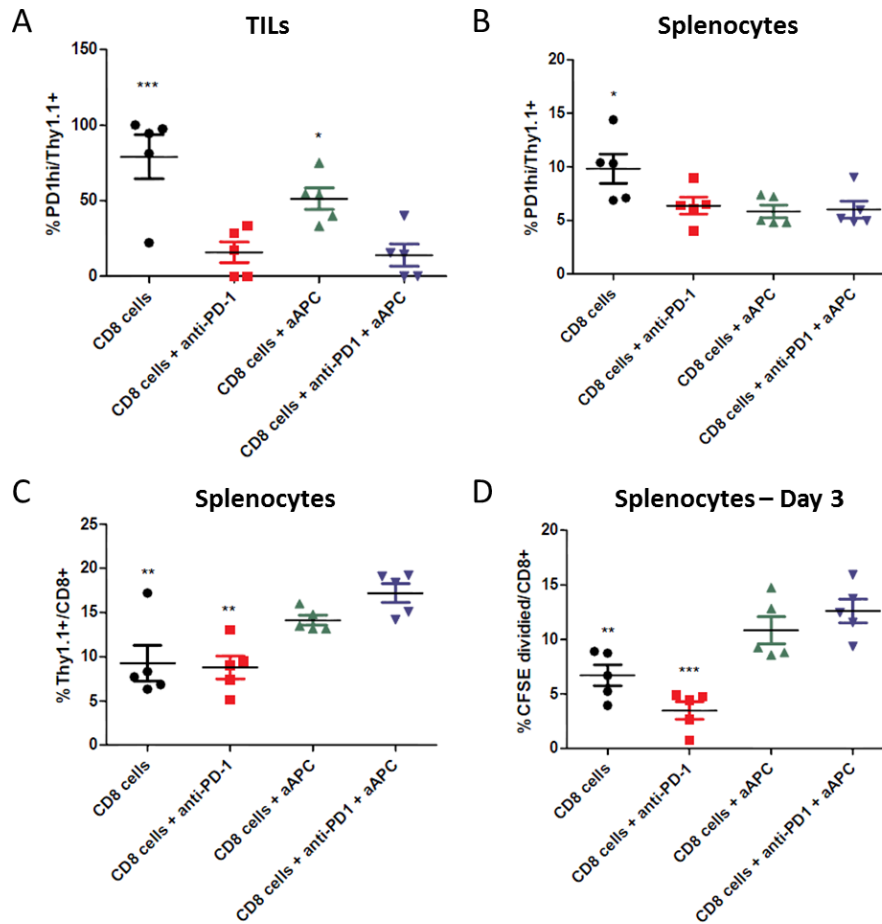 A
TILs
% PD1hi/Thy1.1+
150
100
50
0
***
*
CD8 cells
CD8 cells + anti-PD-1
CD8 cells + aAPC
CD8 cells + anti-PD1 + aAPC
B
Splenocytes
% PD1hi/Thy1.1+
20
15
10
5
0
*
CD8 cells
CD8 cells + anti-PD-1
CD8 cells + aAPC
CD8 cells + anti-PD1 + aAPC
C
Splenocytes
% Thy1.1+/CD8+
25
20
15
10
5
0
**
**
CD8 cells
CD8 cells + anti-PD-1
CD8 cells + aAPC
CD8 cells + anti-PD1 + aAPC
D
Splenocytes – Day 3
% CFSE dividied/CD8+
20
15
10
5
0
**
***
CD8 cells
CD8 cells + anti-PD-1
CD8 cells + aAPC
CD8 cells + anti-PD1 + aAPC